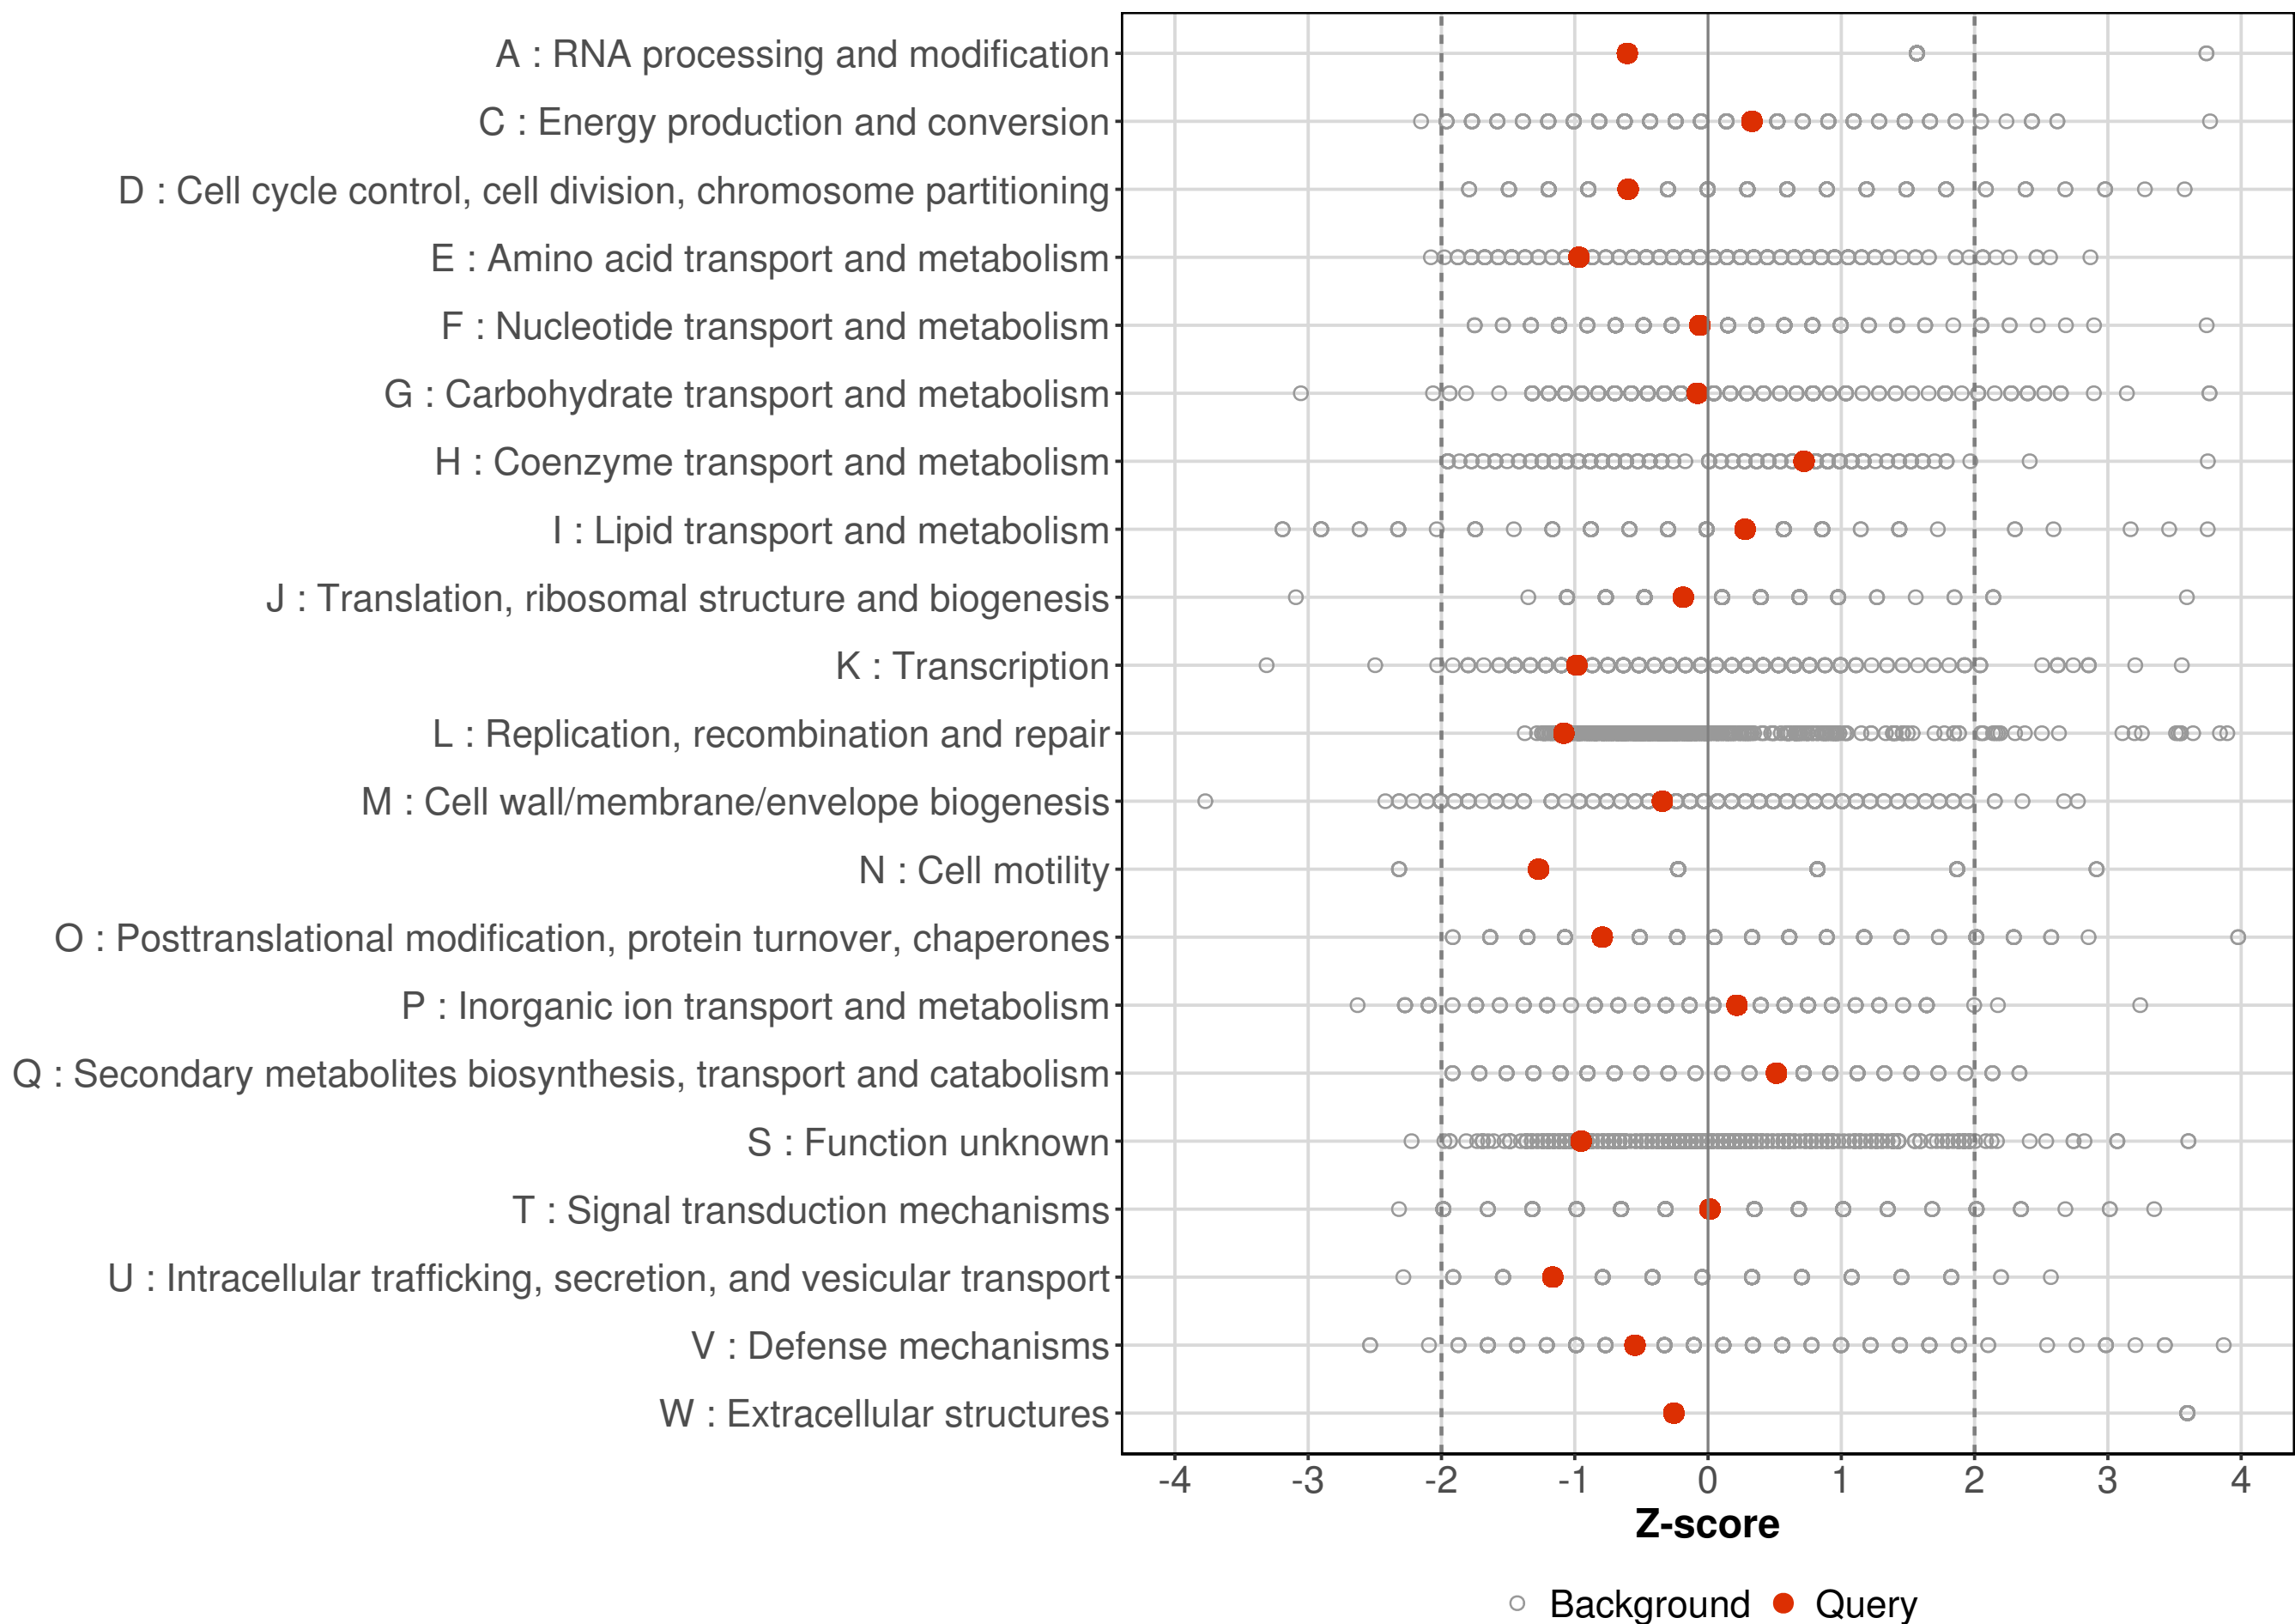 A : RNA processing and modification
C : Energy production and conversion
D : Cell cycle control, cell division, chromosome partitioning
E : Amino acid transport and metabolism
F : Nucleotide transport and metabolism
G : Carbohydrate transport and metabolism
H : Coenzyme transport and metabolism
I : Lipid transport and metabolism
J : Translation, ribosomal structure and biogenesis
K : Transcription
L : Replication, recombination and repair
M : Cell wall/membrane/envelope biogenesis
N : Cell motility
O : Posttranslational modification, protein turnover, chaperones
P : Inorganic ion transport and metabolism
Q : Secondary metabolites biosynthesis, transport and catabolism
S : Function unknown
T : Signal transduction mechanisms
U : Intracellular trafficking, secretion, and vesicular transport
V : Defense mechanisms
W : Extracellular structures
-4 -3 -2 -1 0 1 2 3 4
Z-score
Background Query